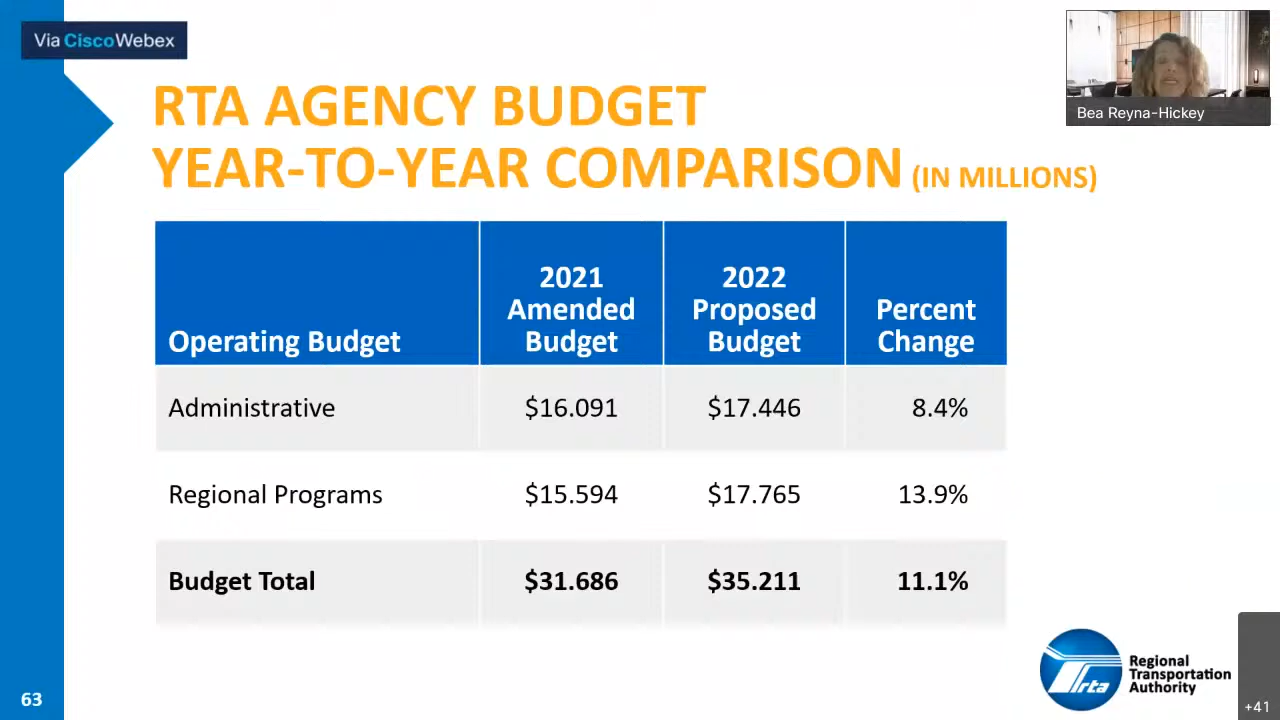 Via CiscoWebex
Bea Reyna-Hickey
RTA AGENCY BUDGET
YEAR-TO-YEAR COMPARISON (IN MILLIONS)
Operating Budget 2021 Amended Budget 2022 Proposed Budget Percent Change
Administrative $16.091 $17.446 8.4%
Regional Programs $15.594 $17.765 13.9%
Budget Total $31.686 $35.211 11.1%
rta
Regional
Transportation
Authority
63
+41